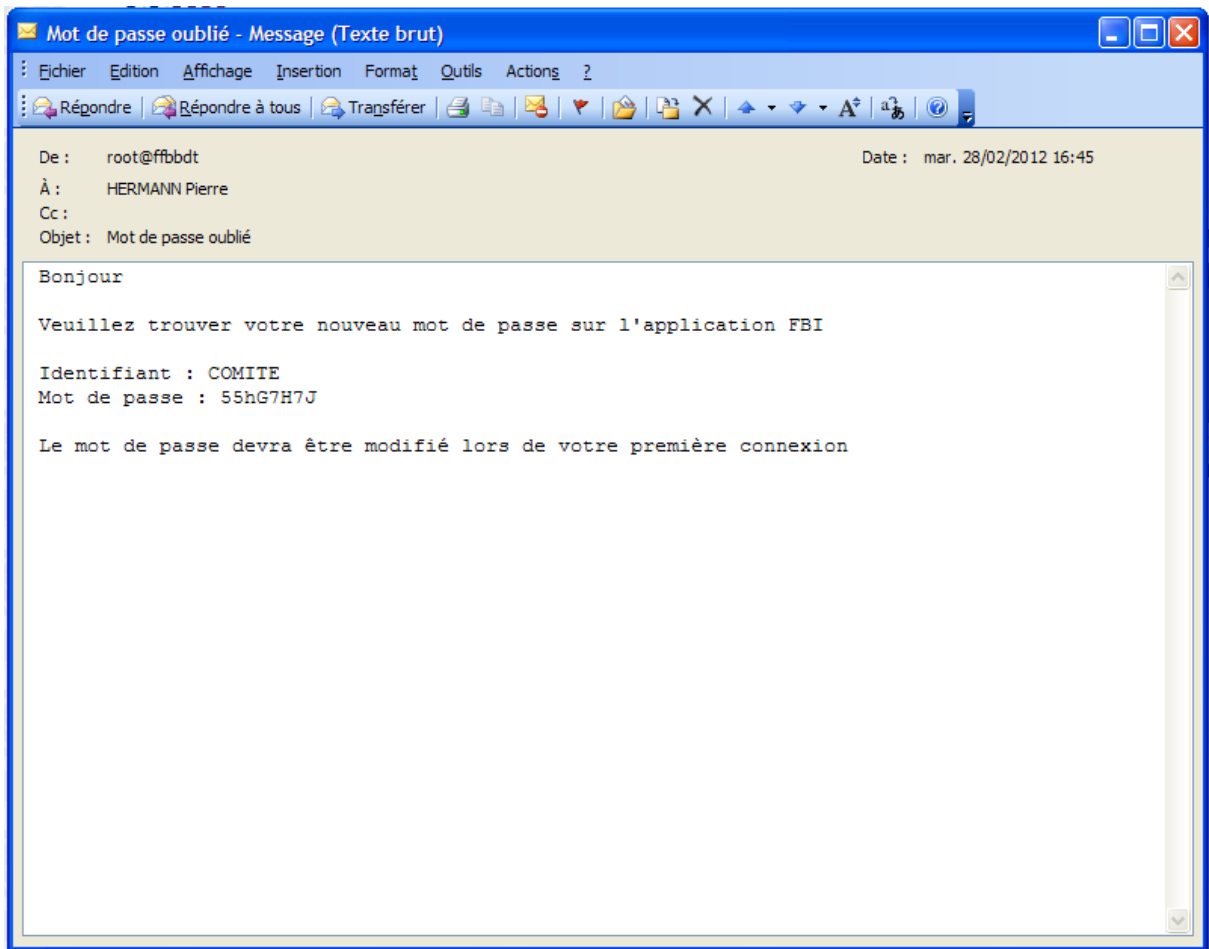 Mot de passe oublié - Message (Texte brut)
Fichier Edition Affichage Insertion Format Outils Actions ?
Répondre Répondre à tous Transférer
De : root@ffbbdt Date : mar. 28/02/2012 16:45
À : HERMANN Pierre
Cc :
Objet : Mot de passe oublié
Bonjour
Veuillez trouver votre nouveau mot de passe sur l'application FBI
Identifiant : COMITE
Mot de passe : 55hG7H7J
Le mot de passe devra être modifié lors de votre première connexion